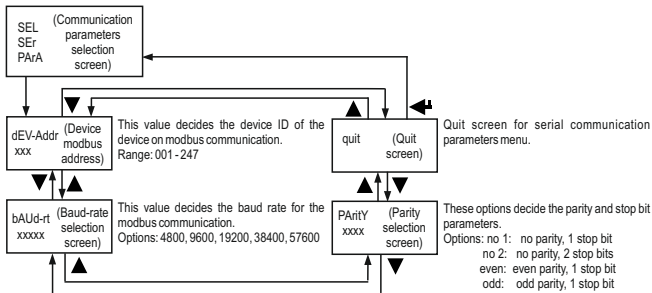 SEL (Communication
SEr parameters
PArA selection
screen)
dEV-Addr (Device
xxx modbus
address)
This value decides the device ID of the
device on modbus communication.
Range: 001 - 247
quit (Quit
screen)
Quit screen for serial communication
parameters menu.
bAUd-rt (Baud-rate
xxxxx selection
screen)
This value decides the baud rate for the
modbus communication.
Options: 4800, 9600, 19200, 38400, 57600
PAritY (Parity
xxxx selection
screen)
These options decide the parity and stop bit
parameters.
Options: no 1: no parity, 1 stop bit
no 2: no parity, 2 stop bits
even: even parity, 1 stop bit
odd: odd parity, 1 stop bit